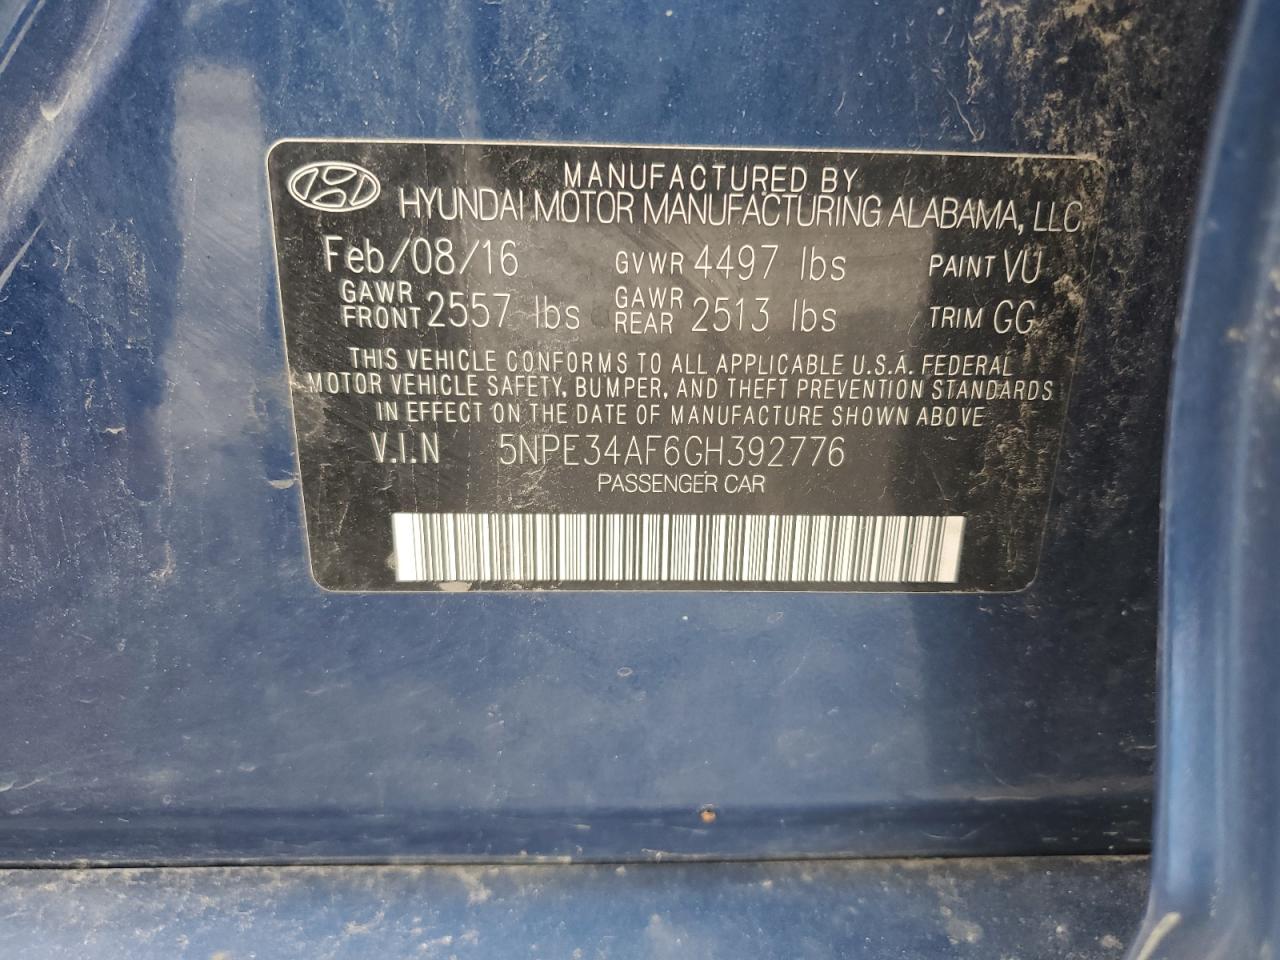 MANUFACTURED BY
HYUNDAI MOTOR MANUFACTURING ALABAMA, LLC
Feb/08/16 GVWR 4497 lbs PAINT VU
GAWR FRONT 2557 lbs GAWR REAR 2513 lbs TRIM GG
THIS VEHICLE CONFORMS TO ALL APPLICABLE U.S.A. FEDERAL
MOTOR VEHICLE SAFETY, BUMPER, AND THEFT PREVENTION STANDARDS
IN EFFECT ON THE DATE OF MANUFACTURE SHOWN ABOVE
V.I.N 5NPE34AF6GH392776
PASSENGER CAR